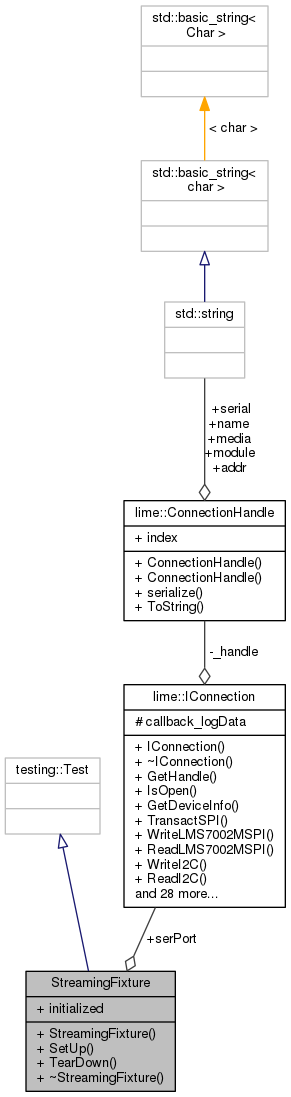 std::basic_string<
Char >
< char >
std::basic_string<
char >
std::string
+serial
+name
+media
+module
+addr
lime::ConnectionHandle
+ index
+ ConnectionHandle()
+ ConnectionHandle()
+ serialize()
+ ToString()
-_handle
lime::IConnection
# callback_logData
+ IConnection()
+ ~IConnection()
+ GetHandle()
+ IsOpen()
+ GetDeviceInfo()
+ TransactSPI()
+ WriteLMS7002MSPI()
+ ReadLMS7002MSPI()
+ WriteI2C()
+ ReadI2C()
and 28 more...
testing::Test
+serPort
StreamingFixture
+ initialized
+ StreamingFixture()
+ SetUp()
+ TearDown()
+ ~StreamingFixture()